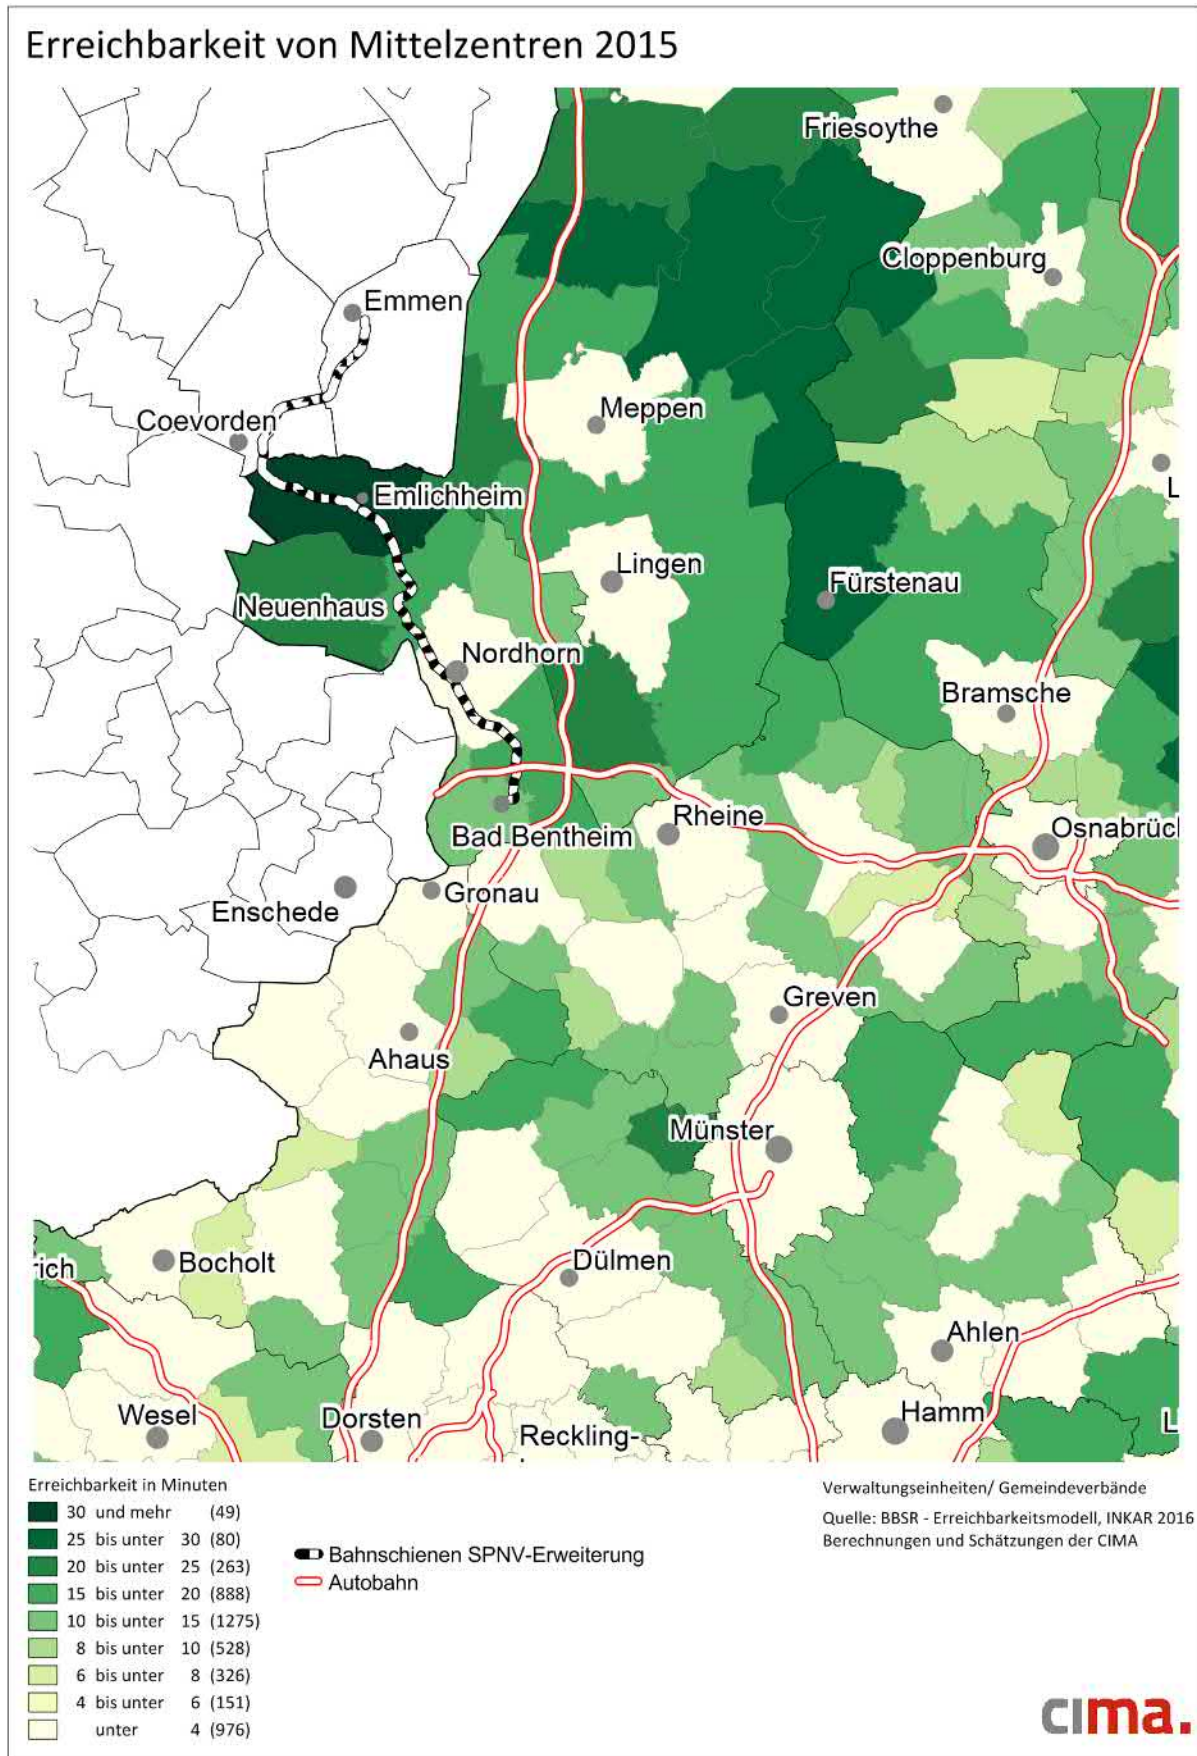 Erreichbarkeit von Mittelzentren 2015
Friesoythe
Cloppenburg
Emmen
Meppen
Coevorden
Emlichheim
L
Lingen
Fürstenau
Neuenhaus
Nordhorn
Bramsche
Rheine
Osnabrüc
Bad Bentheim
Gronau
Enschede
Greven
Ahaus
Münster
Dülmen
Bocholt
rich
Ahlen
Wesel
Dorsten
Hamm
L
Reckling-
Erreichbarkeit in Minuten
30 und mehr (49)
25 bis unter 30 (80)
20 bis unter 25 (263)
15 bis unter 20 (888)
10 bis unter 15 (1275)
8 bis unter 10 (528)
6 bis unter 8 (326)
4 bis unter 6 (151)
unter 4 (976)
Bahnschienen SPNV-Erweiterung
Autobahn
Verwaltungseinheiten/ Gemeindeverbände
Quelle: BBSR - Erreichbarkeitsmodell, INKAR 2016
Berechnungen und Schätzungen der CIMA
cima.